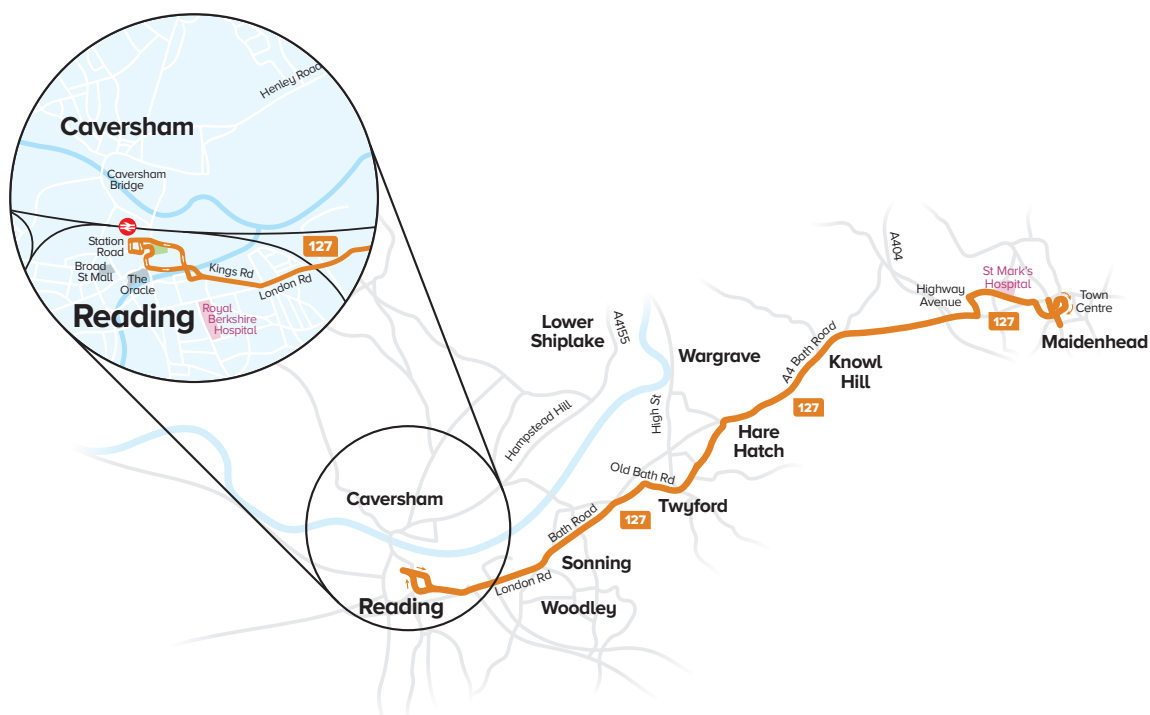 Henley Road
Caversham
Caversham
Bridge
Station
Road
Broad
St Mall
The
Oracle
127
Kings Rd
London Rd
Reading
Royal
Berkshire
Hospital
A404
St Mark's
Hospital
Highway
Avenue
Town
Centre
127
Maidenhead
Lower
Shiplake
A4155
Wargrave
A4 Bath Road
Knowl
Hill
127
Hampstead Hill
High St
Hare
Hatch
Old Bath Rd
Twyford
127
Caversham
Bath Road
Sonning
London Rd
Reading
Woodley